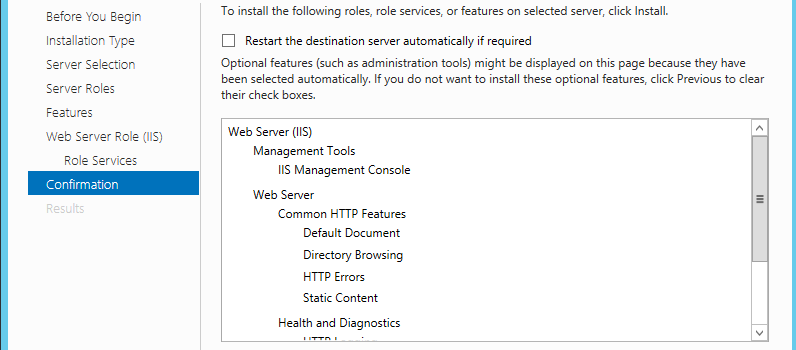 Before You Begin
Installation Type
Server Selection
Server Roles
Features
Web Server Role (IIS)
Role Services
Confirmation
Results
To install the following roles, role services, or features on selected server, click Install.
Restart the destination server automatically if required
Optional features (such as administration tools) might be displayed on this page because they have
been selected automatically. If you do not want to install these optional features, click Previous to clear
their check boxes.
Web Server (IIS)
Management Tools
IIS Management Console
Web Server
Common HTTP Features
Default Document
Directory Browsing
HTTP Errors
Static Content
Health and Diagnostics